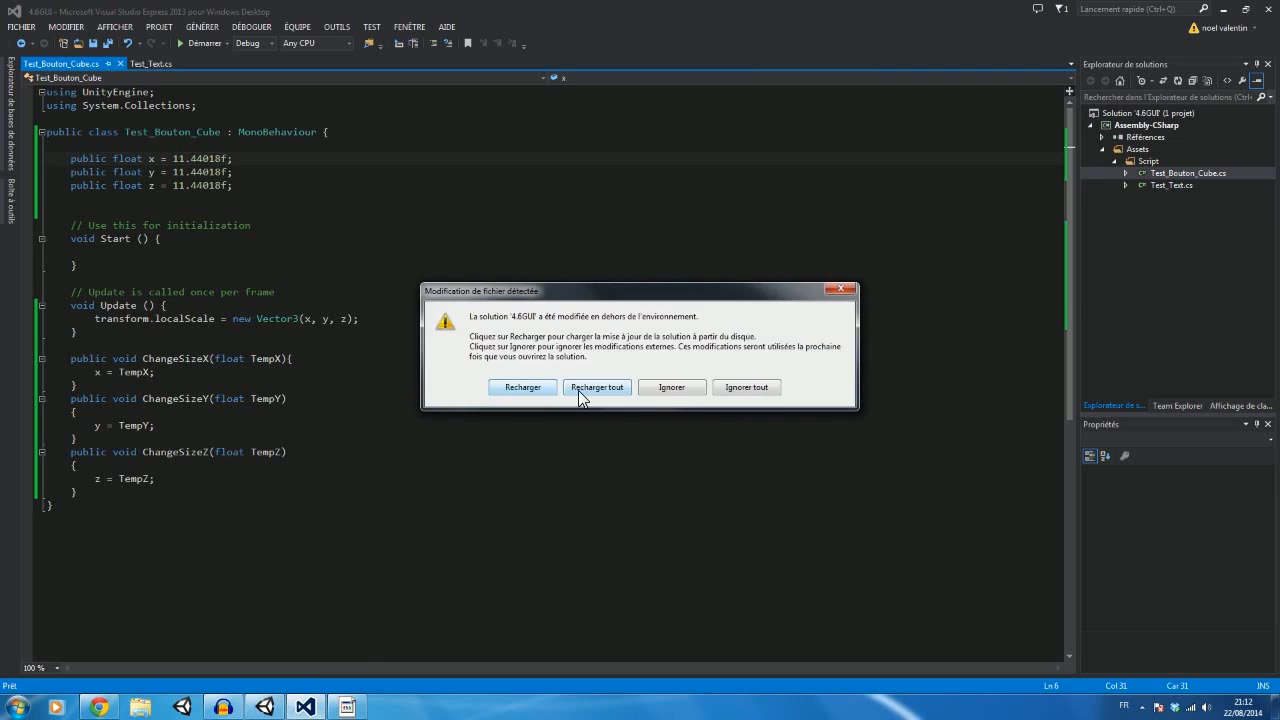 4.6GUI - Microsoft Visual Studio Express 2013 pour Windows Desktop
Lancement rapide (Ctrl+Q)
FICHIER MODIFIER AFFICHER PROJET GÉNÉRER DÉBOGUER ÉQUIPE OUTILS TEST FENÊTRE AIDE
noel valentin
Démarrer Debug Any CPU
Explorateur de bases de données
Boîte à outils
Test_Bouton_Cube.cs Test_Text.cs
Test_Bouton_Cube x
using UnityEngine;
using System.Collections;
public class Test_Bouton_Cube : MonoBehaviour {
public float x = 11.44018f;
public float y = 11.44018f;
public float z = 11.44018f;
// Use this for initialization
void Start () {
}
// Update is called once per frame
void Update () {
transform.localScale = new Vector3(x, y, z);
}
public void ChangeSizeX(float TempX){
x = TempX;
}
public void ChangeSizeY(float TempY)
{
y = TempY;
}
public void ChangeSizeZ(float TempZ)
{
z = TempZ;
}
}
Modification de fichier détectée
La solution '4.6GUI' a été modifiée en dehors de l'environnement.
Cliquez sur Recharger pour charger la mise à jour de la solution à partir du disque.
Cliquez sur Ignorer pour ignorer les modifications externes. Ces modifications seront utilisées la prochaine
fois que vous ouvrirez la solution.
Recharger Recharger tout Ignorer Ignorer tout
Explorateur de solutions
Rechercher dans l'Explorateur de solutions (Ctrl+
Solution '4.6GUI' (1 projet)
Assembly-CSharp
Références
Assets
Script
Test_Bouton_Cube.cs
Test_Text.cs
Explorateur de s... Team Explorer Affichage de cla...
Propriétés
100 %
Prêt Ln 6 Col 31 Car 31 INS
FR 21:12
22/08/2014